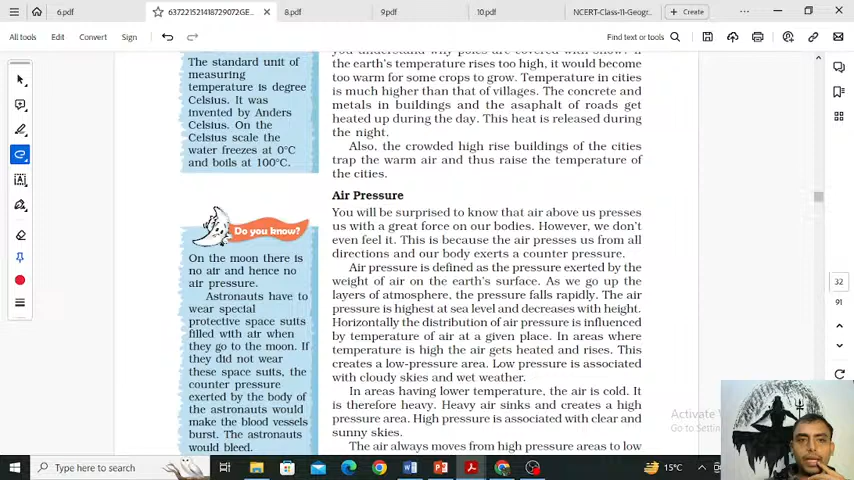 6.pdf
637221521418729072GE...
8.pdf
9.pdf
10.pdf
NCERT-Class-11-Geogr...
+ Create
All tools
Edit
Convert
Sign
Find text or tools
The standard unit of
measuring
temperature is degree
Celsius. It was
invented by Anders
Celsius. On the
Celsius scale the
water freezes at 0°C
and boils at 100°C.
Do you know?
On the moon there is
no air and hence no
air pressure.
Astronauts have to
wear special
protective space suits
filled with air when
they go to the moon. If
they did not wear
these space suits, the
counter pressure
exerted by the body of
the astronauts would
make the blood vessels
burst. The astronauts
would bleed.
you understand why poles are covered with snow? If
the earth's temperature rises too high, it would become
too warm for some crops to grow. Temperature in cities
is much higher than that of villages. The concrete and
metals in buildings and the asaphalt of roads get
heated up during the day. This heat is released during
the night.
Also, the crowded high rise buildings of the cities
trap the warm air and thus raise the temperature of
the cities.
Air Pressure
You will be surprised to know that air above us presses
us with a great force on our bodies. However, we don't
even feel it. This is because the air presses us from all
directions and our body exerts a counter pressure.
Air pressure is defined as the pressure exerted by the
weight of air on the earth's surface. As we go up the
layers of atmosphere, the pressure falls rapidly. The air
pressure is highest at sea level and decreases with height.
Horizontally the distribution of air pressure is influenced
by temperature of air at a given place. In areas where
temperature is high the air gets heated and rises. This
creates a low-pressure area. Low pressure is associated
with cloudy skies and wet weather.
In areas having lower temperature, the air is cold. It
is therefore heavy. Heavy air sinks and creates a high
pressure area. High pressure is associated with clear and
sunny skies.
The air always moves from high pressure areas to low
32
91
Activate
Go to Setting
Type here to search
15°C